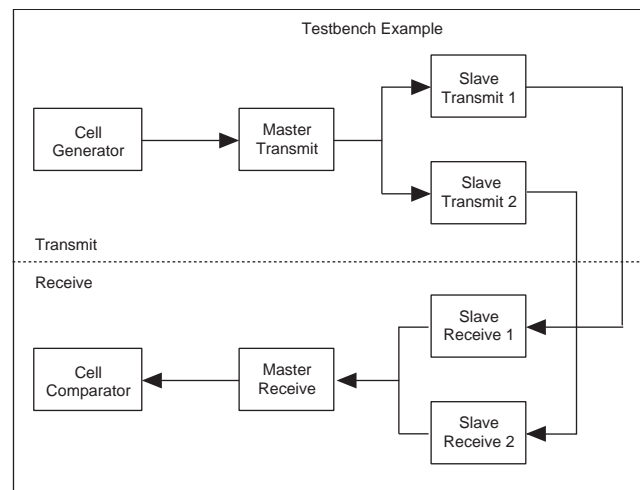 Testbench Example
Cell
Generator
Master
Transmit
Slave
Transmit 1
Slave
Transmit 2
Transmit
Receive
Slave
Receive 1
Cell
Comparator
Master
Receive
Slave
Receive 2